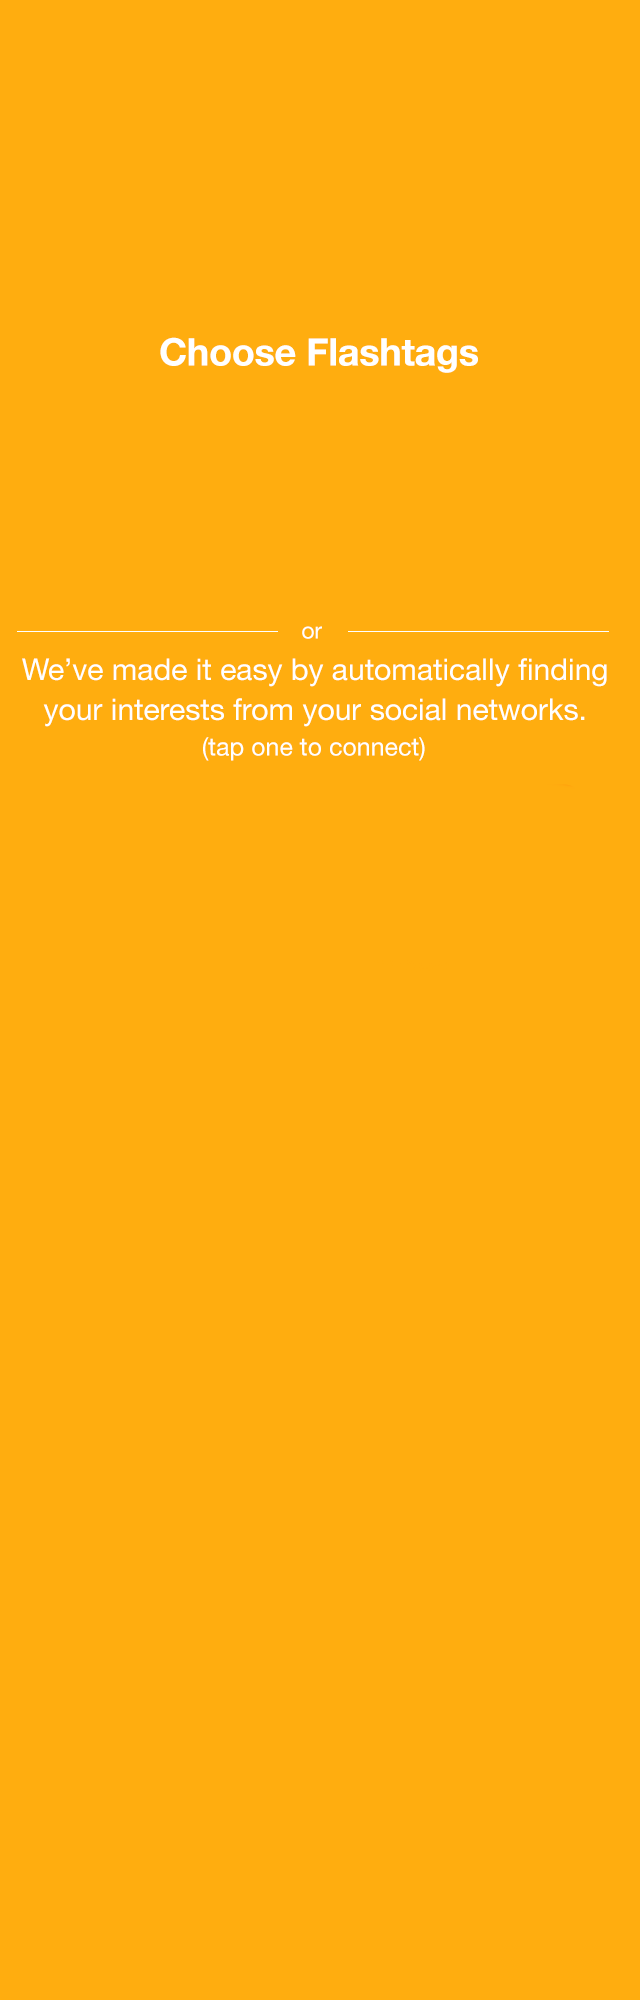 Choose Flashtags
or
We’ve made it easy by automatically finding
your interests from your social networks.
(tap one to connect)